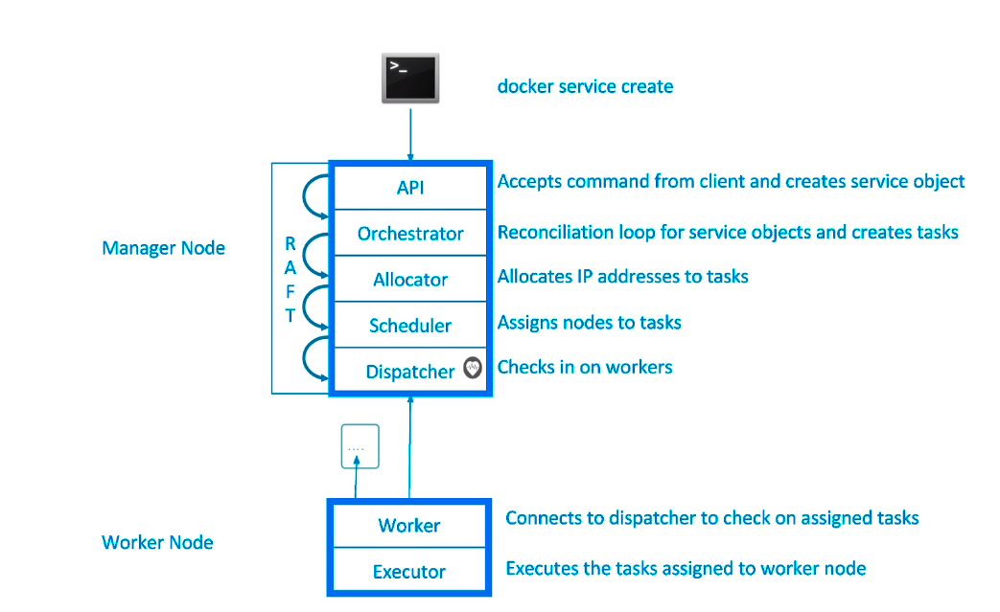 >_
docker service create
API
Accepts command from client and creates service object
Manager Node
RAFT
Orchestrator
Reconciliation loop for service objects and creates tasks
Allocator
Allocates IP addresses to tasks
Scheduler
Assigns nodes to tasks
Dispatcher
Checks in on workers
....
Worker
Connects to dispatcher to check on assigned tasks
Worker Node
Executor
Executes the tasks assigned to worker node